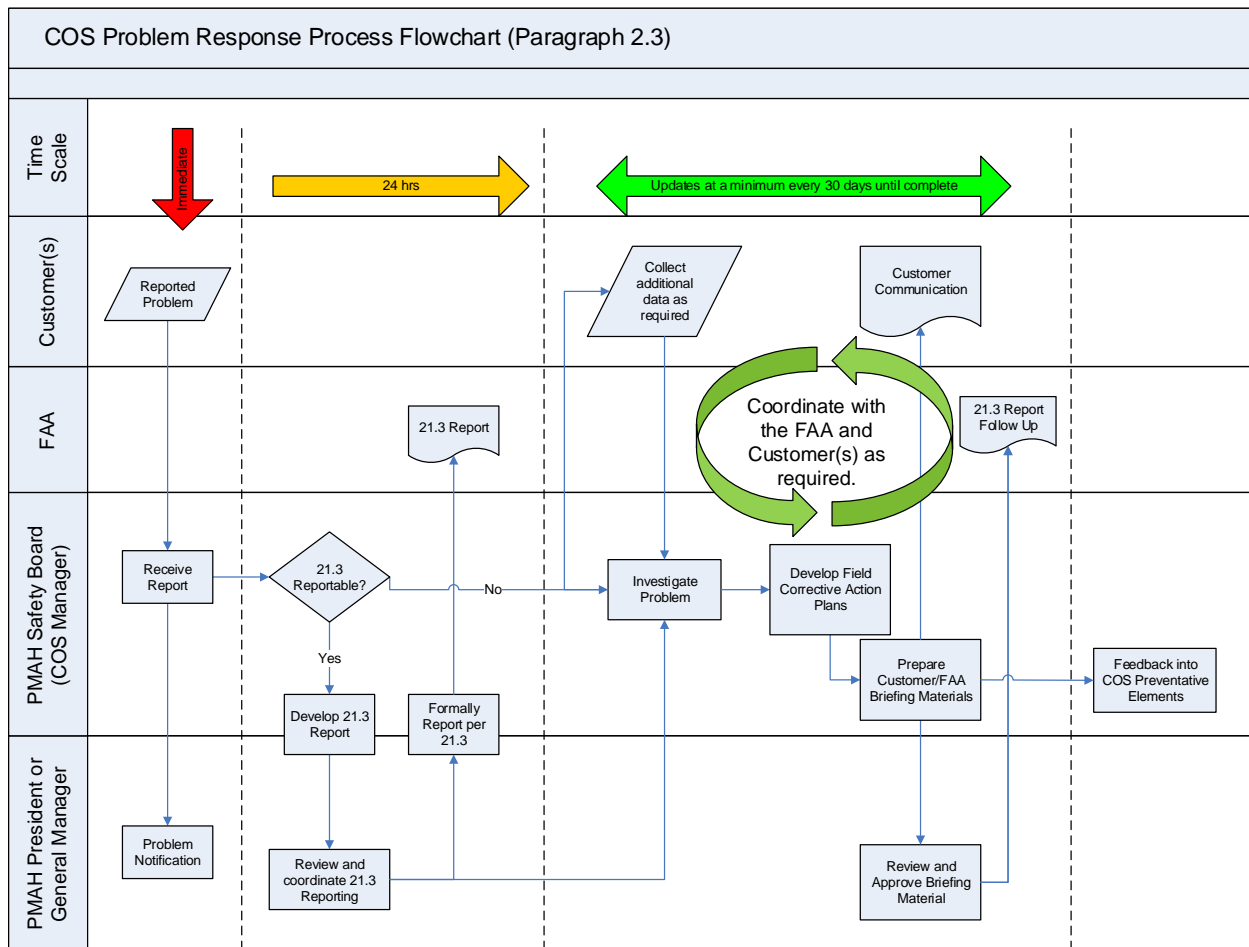 COS Problem Response Process Flowchart (Paragraph 2.3)
Time
Scale
Immediate
24 hrs
Updates at a minimum every 30 days until complete
Customer(s)
Reported
Problem
Collect
additional
data as
required
Customer
Communication
FAA
21.3 Report
Coordinate with
the FAA and
Customer(s) as
required.
21.3 Report
Follow Up
PMAH Safety Board
(COS Manager)
Receive
Report
21.3
Reportable?
No
Yes
Investigate
Problem
Develop Field
Corrective Action
Plans
Develop 21.3
Report
Formally
Report per
21.3
Prepare
Customer/FAA
Briefing Materials
Feedback into
COS Preventative
Elements
PMAH President or
General Manager
Problem
Notification
Review and
coordinate 21.3
Reporting
Review and
Approve Briefing
Material